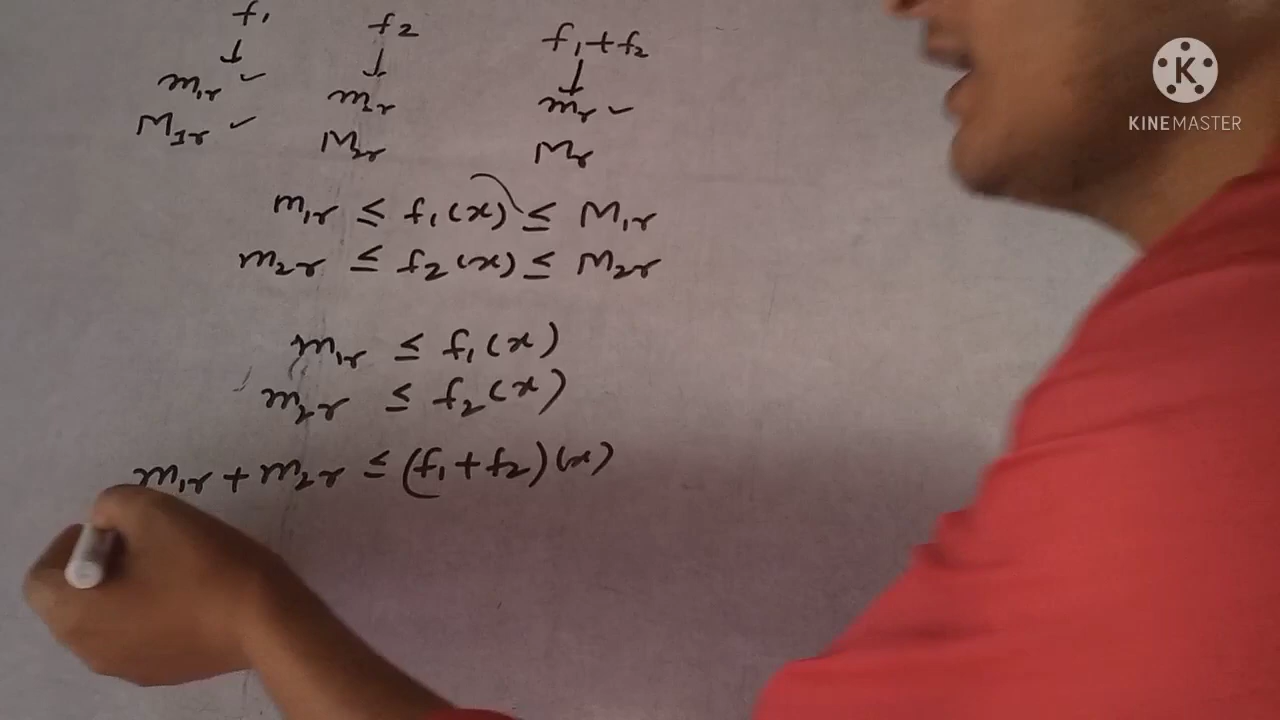 f₁ f₂ f₁+f₂
m₁r ✓ m₂r mr ✓
M₁r ✓ M₂r Mr
m₁r ≤ f₁(x) ≤ M₁r
m₂r ≤ f₂(x) ≤ M₂r
m₁r ≤ f₁(x)
m₂r ≤ f₂(x)
m₁r + m₂r ≤ (f₁+f₂)(x)
K
KINEMASTER